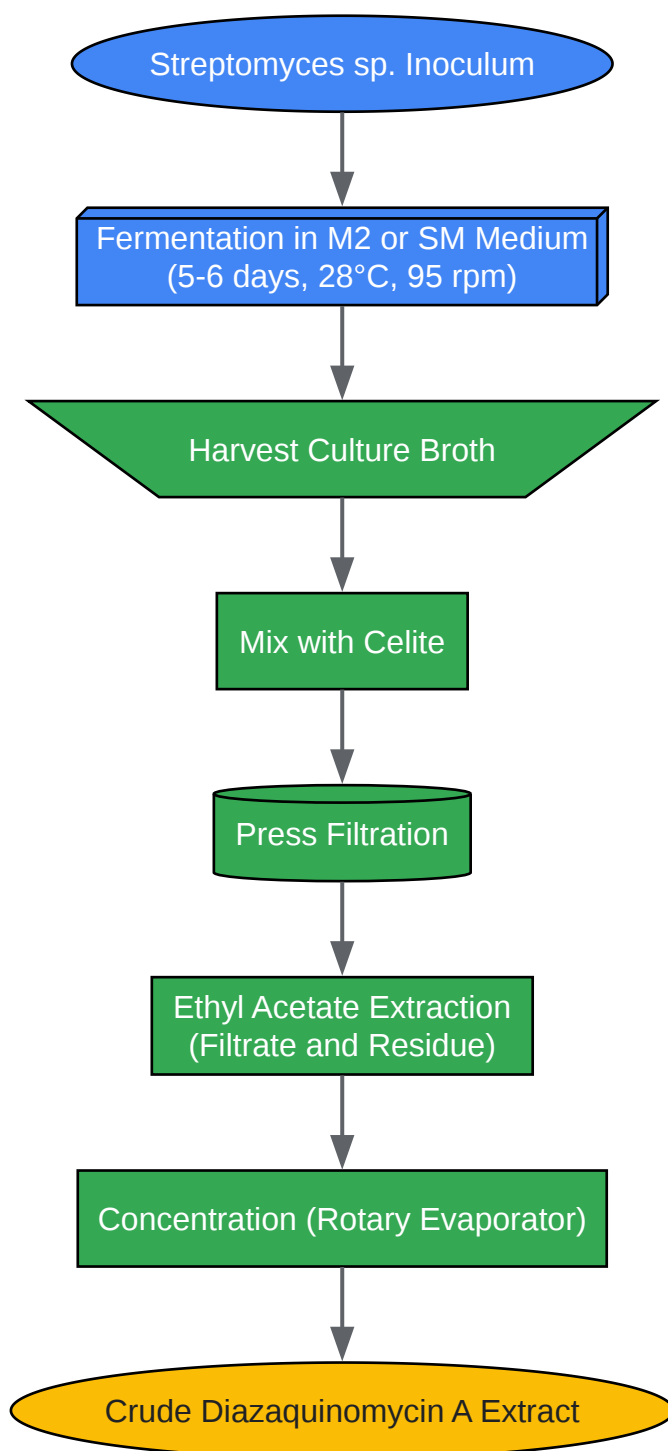 Streptomyces sp. Inoculum
Fermentation in M2 or SM Medium
(5-6 days, 28°C, 95 rpm)
Harvest Culture Broth
Mix with Celite
Press Filtration
Ethyl Acetate Extraction
(Filtrate and Residue)
Concentration (Rotary Evaporator)
Crude Diazaquinomycin A Extract